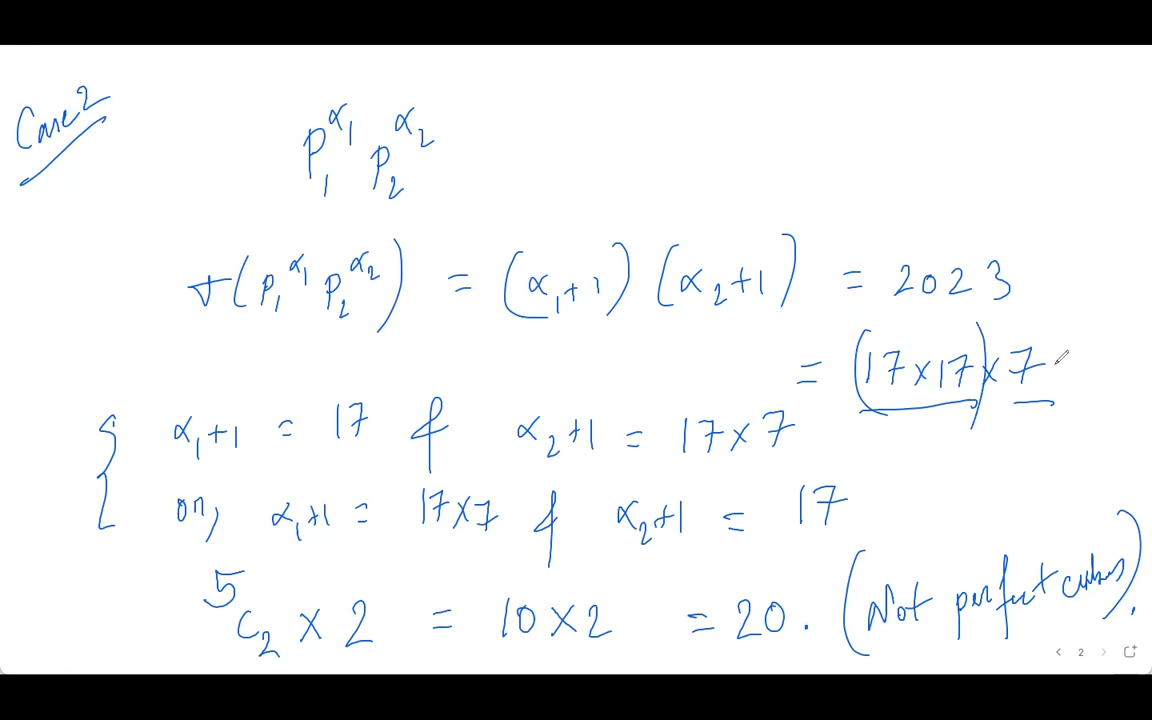 Case 2
p₁^α₁ p₂^α₂
τ(p₁^α₁ p₂^α₂) = (α₁+1) (α₂+1) = 2023
= (17×17)×7
{ α₁+1 = 17 & α₂+1 = 17×7
or, α₁+1 = 17×7 & α₂+1 = 17
⁵C₂ × 2 = 10×2 = 20. (Not perfect cubes).
2